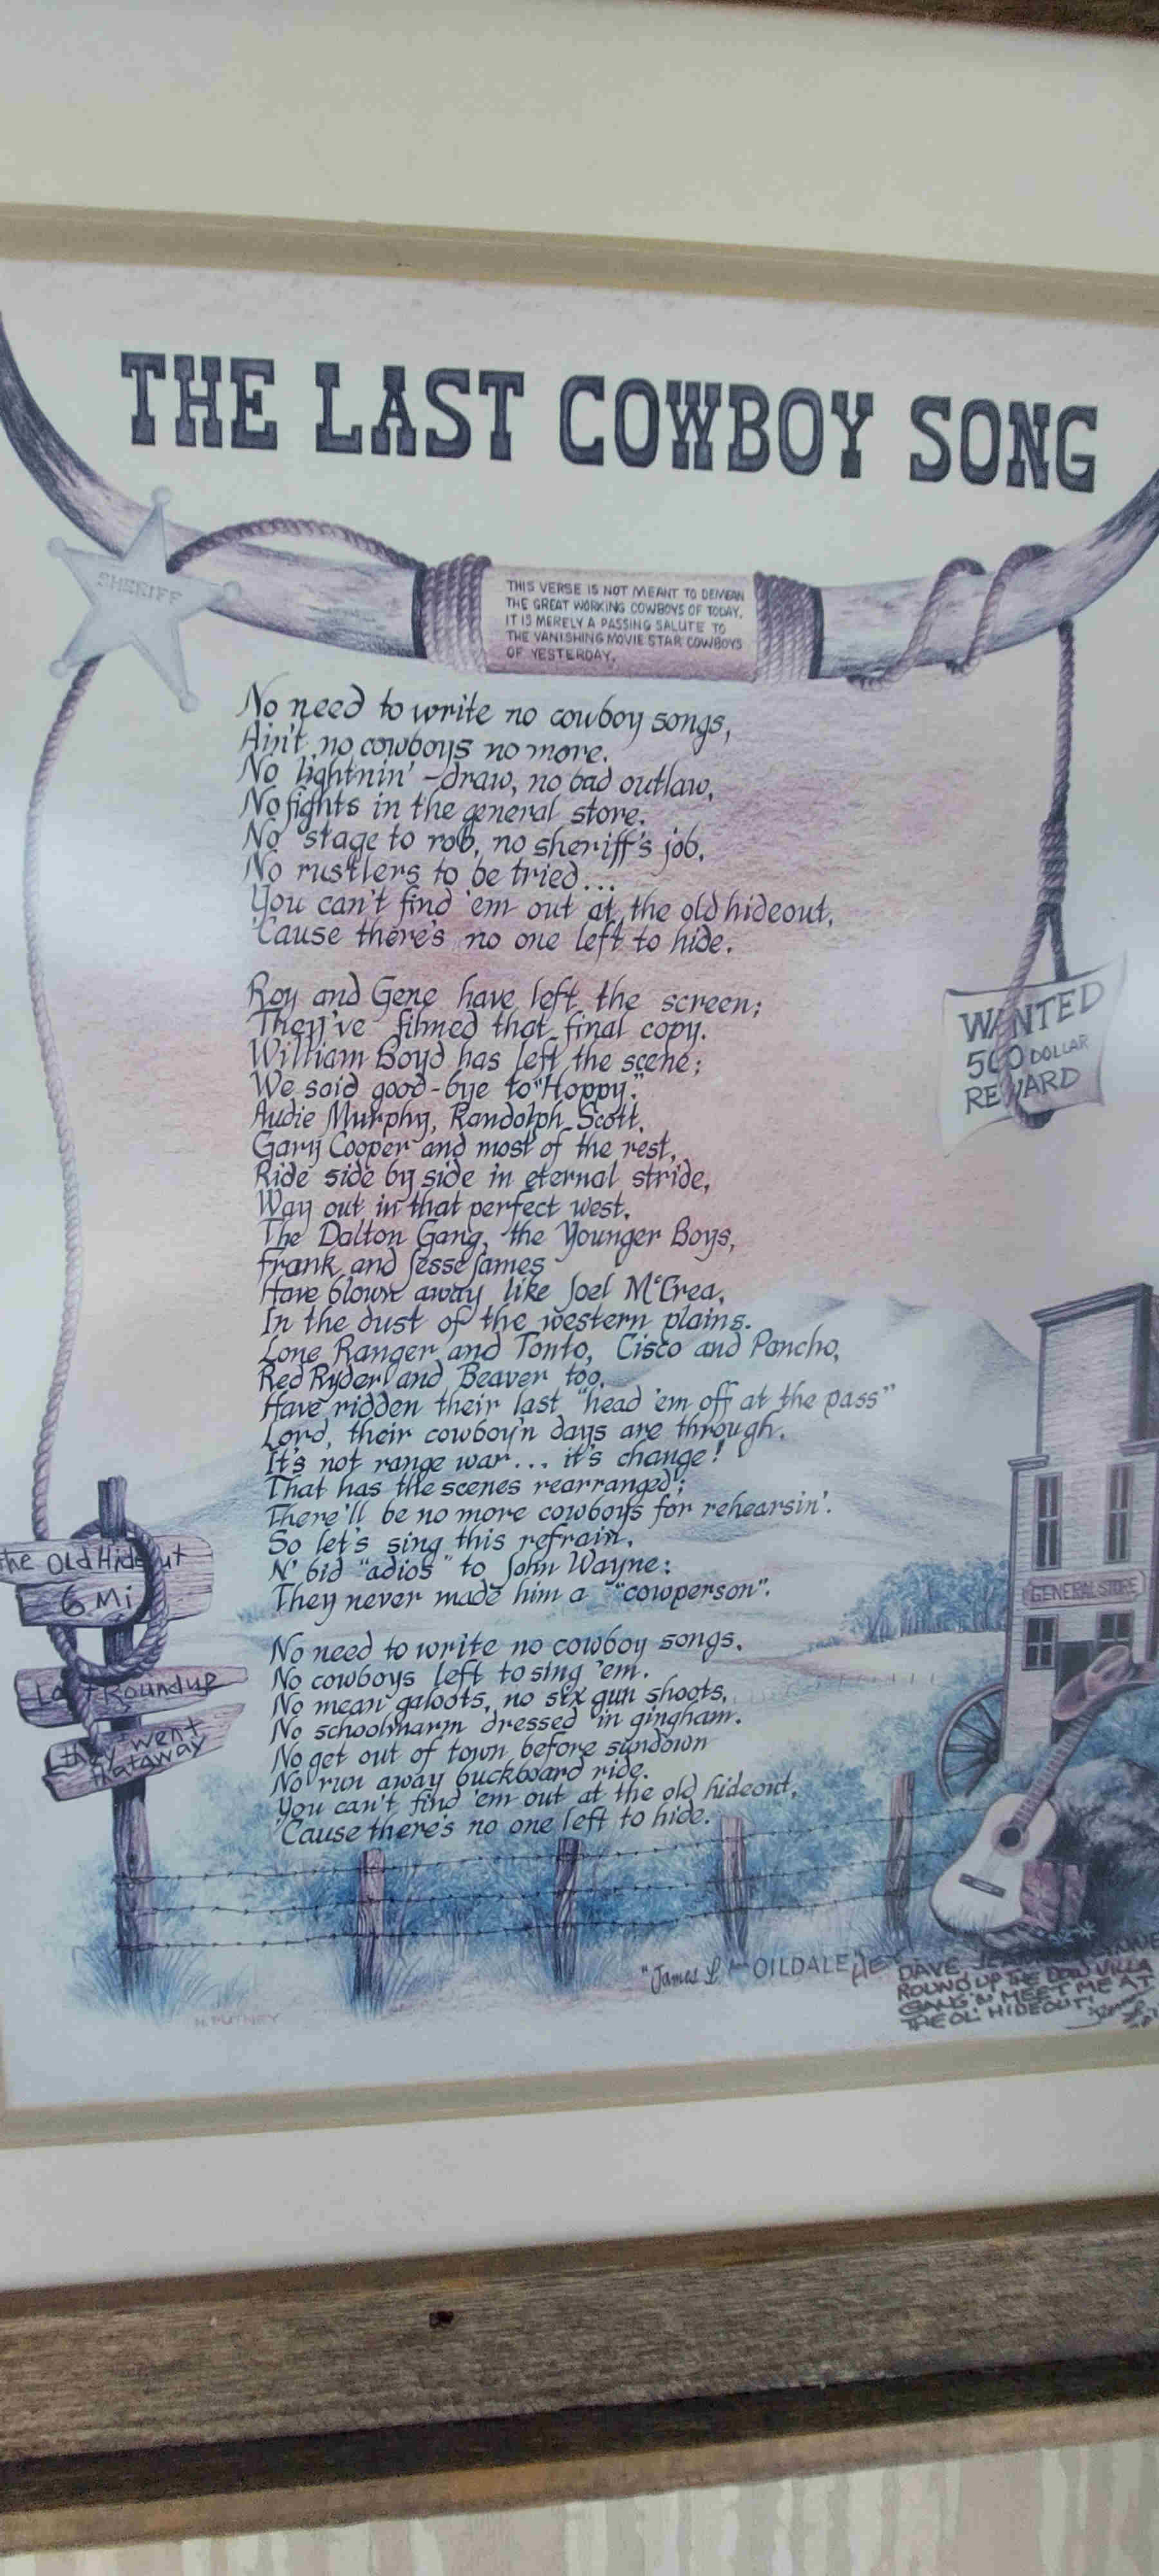 THE LAST COWBOY SONG
SHERIFF
THIS VERSE IS NOT MEANT TO DEMEAN
THE GREAT WORKING COWBOYS OF TODAY.
IT IS MERELY A PASSING SALUTE TO
THE VANISHING MOVIE STAR COWBOYS
OF YESTERDAY.
No need to write no cowboy songs,
Ain't no cowboys no more.
No lightnin'-draw, no bad outlaw,
No fights in the general store.
No stage to rob, no sheriff's job,
No rustlers to be tried...
You can't find 'em out at the old hideout,
'Cause there's no one left to hide.
Roy and Gene have left the screen;
They've filmed that final copy.
William Boyd has left the scene;
We said good-bye to "Hoppy."
Audie Murphy, Randolph Scott,
Gary Cooper and most of the rest,
Ride side by side in eternal stride,
Way out in that perfect west.
The Dalton Gang, the Younger Boys,
Frank and Jesse James
Have blown away like Joel McCrea,
In the dust of the western plains.
Lone Ranger and Tonto, Cisco and Pancho,
Red Ryder and Beaver too,
Have ridden their last "head 'em off at the pass"
Lord, their cowboy'n days are through.
It's not range war... it's change!
That has the scenes rearranged;
There'll be no more cowboys for rehearsin'.
So let's sing this refrain,
N' bid "adios" to John Wayne:
They never made him a "cowperson".
No need to write no cowboy songs,
No cowboys left to sing 'em.
No mean galoots, no six gun shoots,
No schoolmarm dressed in gingham.
No get out of town before sundown
No run away buckboard ride.
You can't find 'em out at the old hideout,
'Cause there's no one left to hide.
WANTED
500 DOLLAR
REWARD
The Old Hideout
6 Mi
Last Roundup
they went
thataway
GENERAL STORE
"James L OILDALE
DAVE,
ROUND UP THE VILLA
GANG 'N' MEET ME AT
THE OL' HIDEOUT!
N. PUTNEY